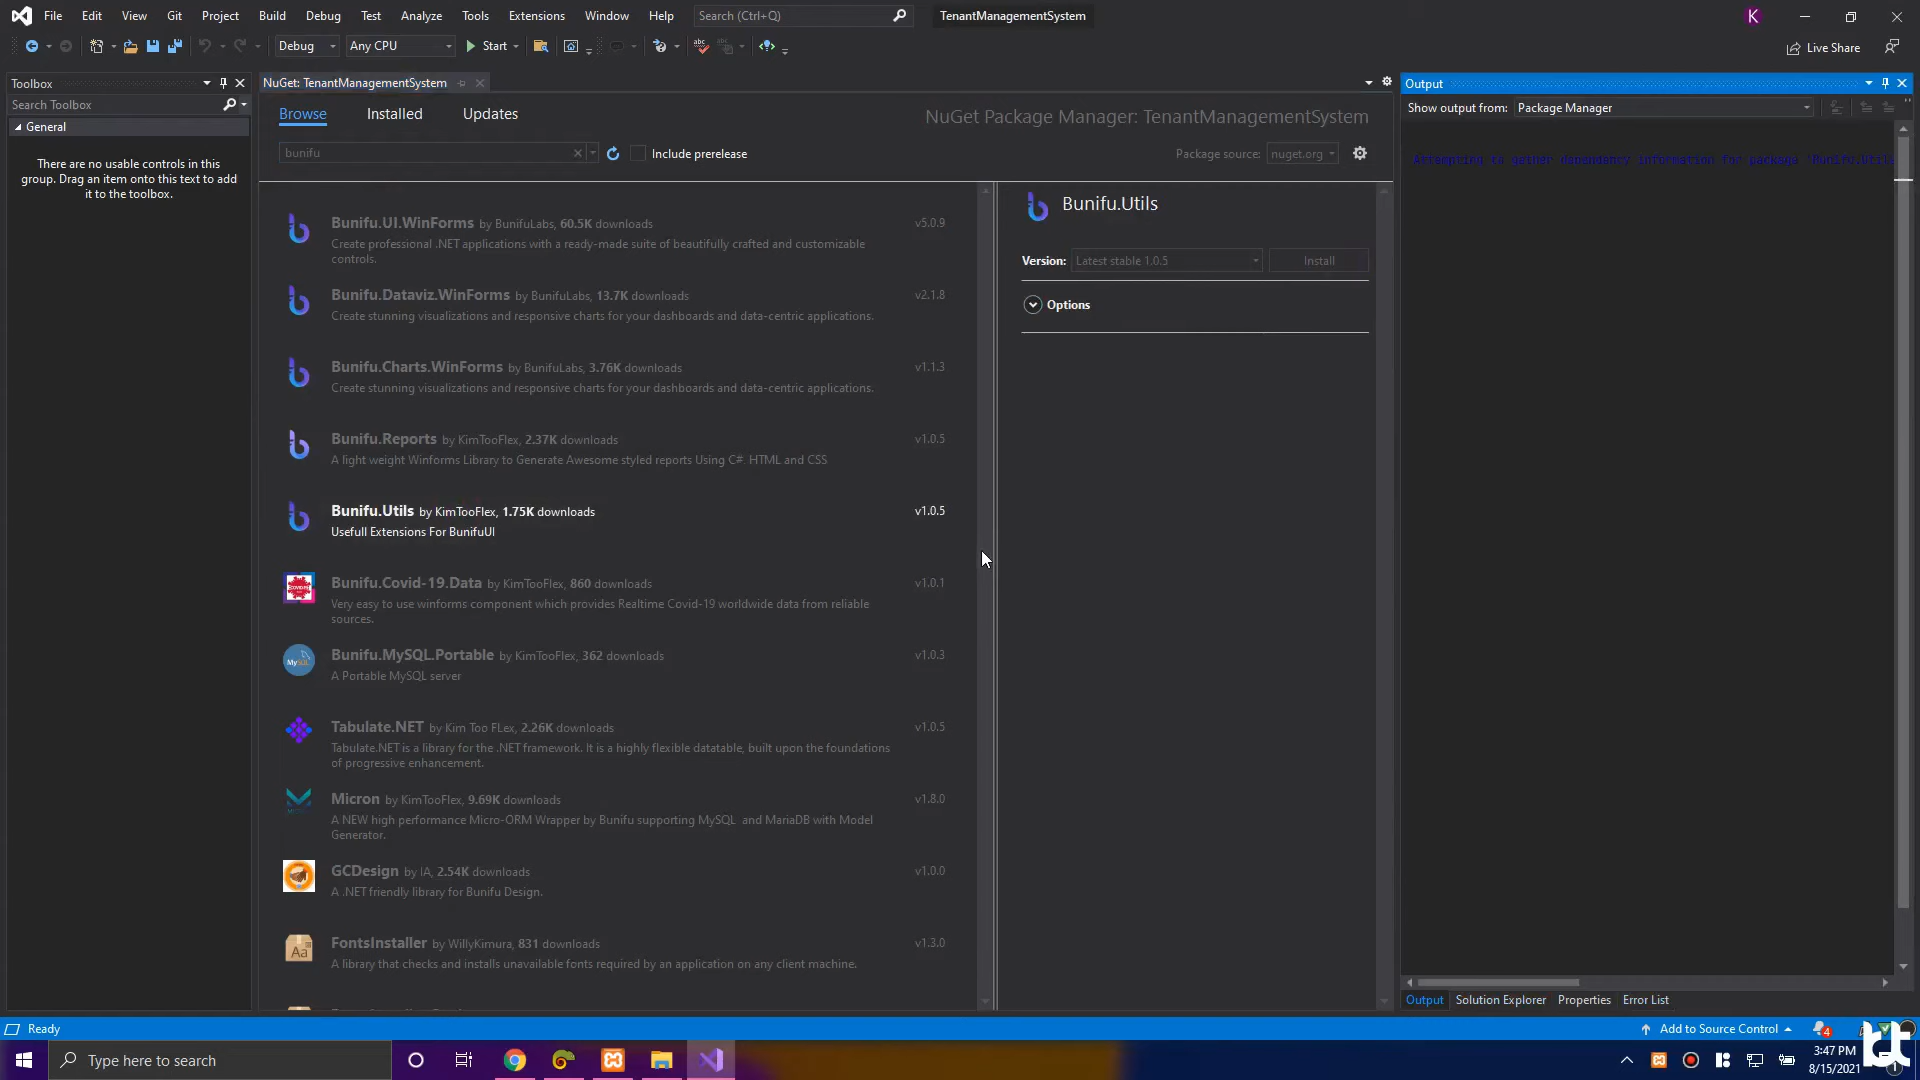 File Edit View Git Project Build Debug Test Analyze Tools Extensions Window Help Search (Ctrl+Q) TenantManagementSystem K
Debug Any CPU Start Live Share
Toolbox
Search Toolbox
General
There are no usable controls in this
group. Drag an item onto this text to add
it to the toolbox.
NuGet: TenantManagementSystem
Browse Installed Updates
NuGet Package Manager: TenantManagementSystem
bunifu
Include prerelease
Package source: nuget.org
Bunifu.UI.WinForms by BunifuLabs, 60.5K downloads v5.0.9
Create professional .NET applications with a ready-made suite of beautifully crafted and customizable
controls.
Bunifu.Dataviz.WinForms by BunifuLabs, 13.7K downloads v2.1.8
Create stunning visualizations and responsive charts for your dashboards and data-centric applications.
Bunifu.Charts.WinForms by BunifuLabs, 3.76K downloads v1.1.3
Create stunning visualizations and responsive charts for your dashboards and data-centric applications.
Bunifu.Reports by KimTooFlex, 2.37K downloads v1.0.5
A light weight Winforms Library to Generate Awesome styled reports Using C#. HTML and CSS
Bunifu.Utils by KimTooFlex, 1.75K downloads v1.0.5
Usefull Extensions For BunifuUI
Bunifu.Covid-19.Data by KimTooFlex, 860 downloads v1.0.1
Very easy to use winforms component which provides Realtime Covid-19 worldwide data from reliable
sources.
Bunifu.MySQL.Portable by KimTooFlex, 362 downloads v1.0.3
A Portable MySQL server
Tabulate.NET by Kim Too FLex, 2.26K downloads v1.0.5
Tabulate.NET is a library for the .NET framework. It is a highly flexible datatable, built upon the foundations
of progressive enhancement.
Micron by KimTooFlex, 9.69K downloads v1.8.0
A NEW high performance Micro-ORM Wrapper by Bunifu supporting MySQL and MariaDB with Model
Generator.
GCDesign by IA, 2.54K downloads v1.0.0
A .NET friendly library for Bunifu Design.
FontsInstaller by WillyKimura, 831 downloads v1.3.0
A library that checks and installs unavailable fonts required by an application on any client machine.
Bunifu.Utils
Version: Latest stable 1.0.5 Install
Options
Output
Show output from: Package Manager
Attempting to gather dependency information for package 'Bunifu.Util
Output Solution Explorer Properties Error List
Ready
Add to Source Control 4
Type here to search
3:47 PM
8/15/2021